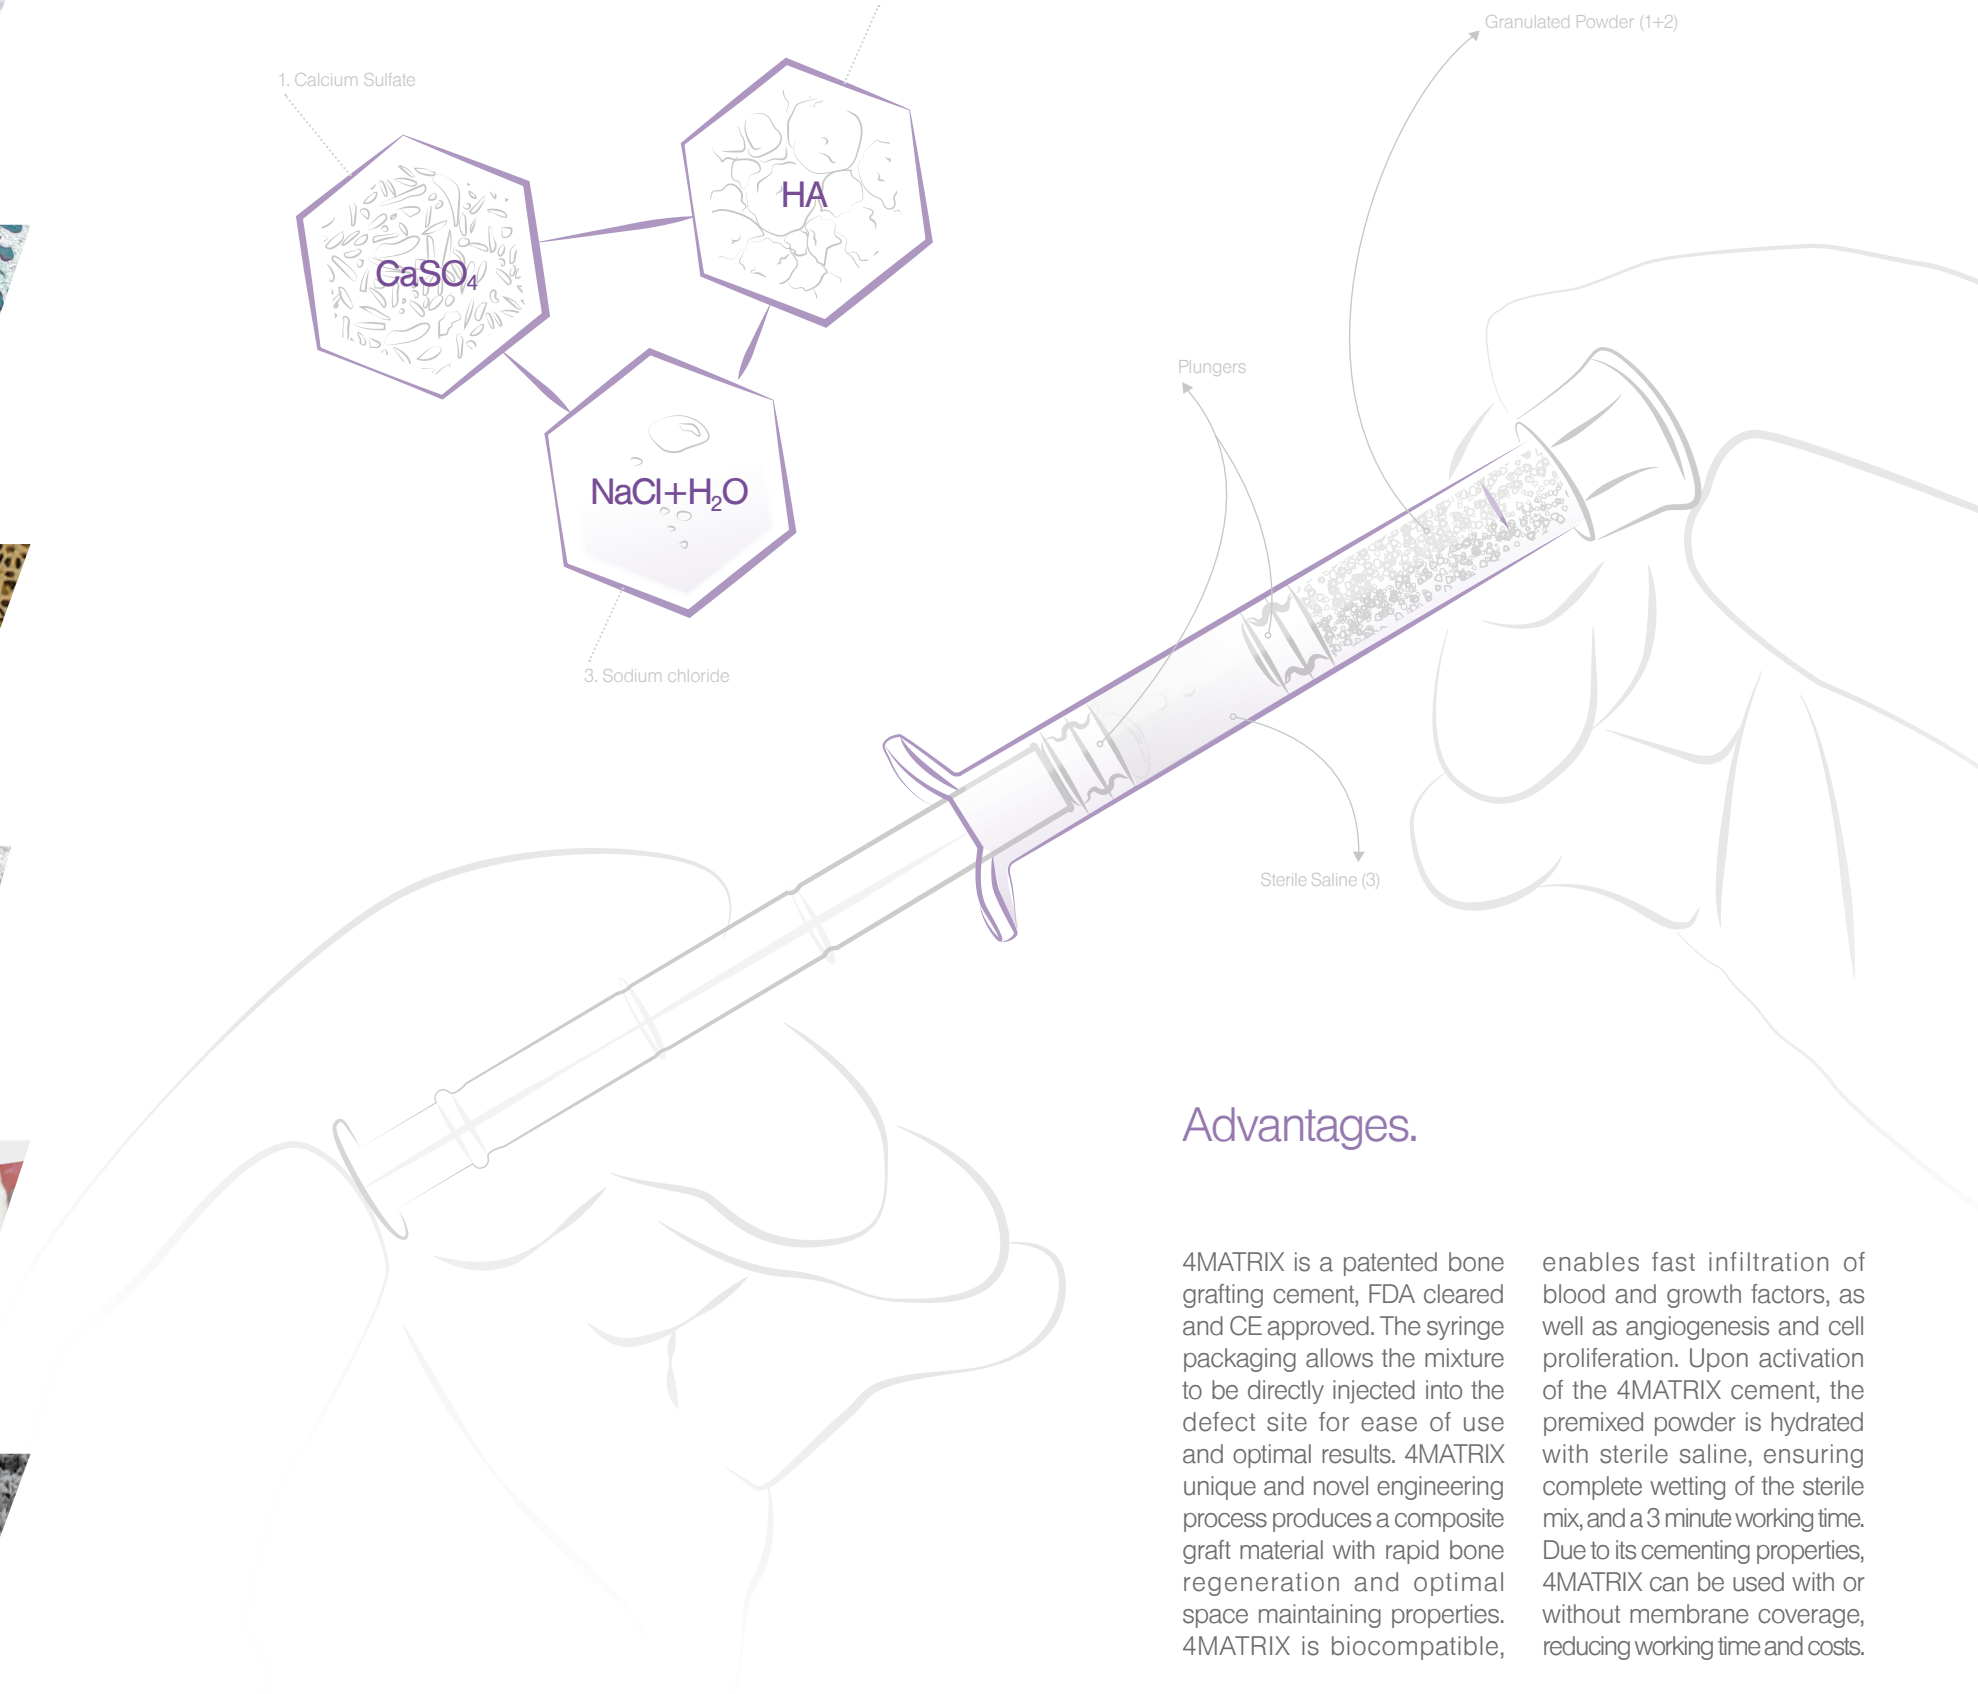 Granulated Powder (1+2)
1. Calcium Sulfate
HA
CaSO₄
Plungers
NaCl+H₂O
3. Sodium chloride
Sterile Saline (3)
Advantages.
4MATRIX is a patented bone
grafting cement, FDA cleared
and CE approved. The syringe
packaging allows the mixture
to be directly injected into the
defect site for ease of use
and optimal results. 4MATRIX
unique and novel engineering
process produces a composite
graft material with rapid bone
regeneration and optimal
space maintaining properties.
4MATRIX is biocompatible,
enables fast infiltration of
blood and growth factors, as
well as angiogenesis and cell
proliferation. Upon activation
of the 4MATRIX cement, the
premixed powder is hydrated
with sterile saline, ensuring
complete wetting of the sterile
mix, and a 3 minute working time.
Due to its cementing properties,
4MATRIX can be used with or
without membrane coverage,
reducing working time and costs.